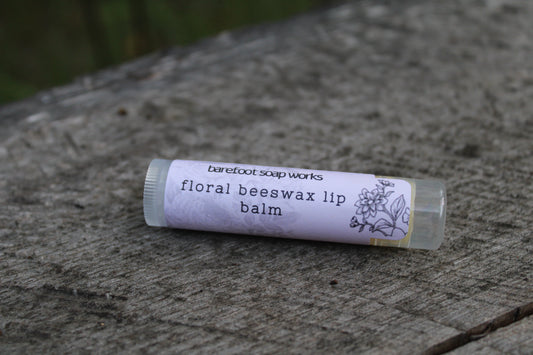 barefoot soap works
floral beeswax lip
balm